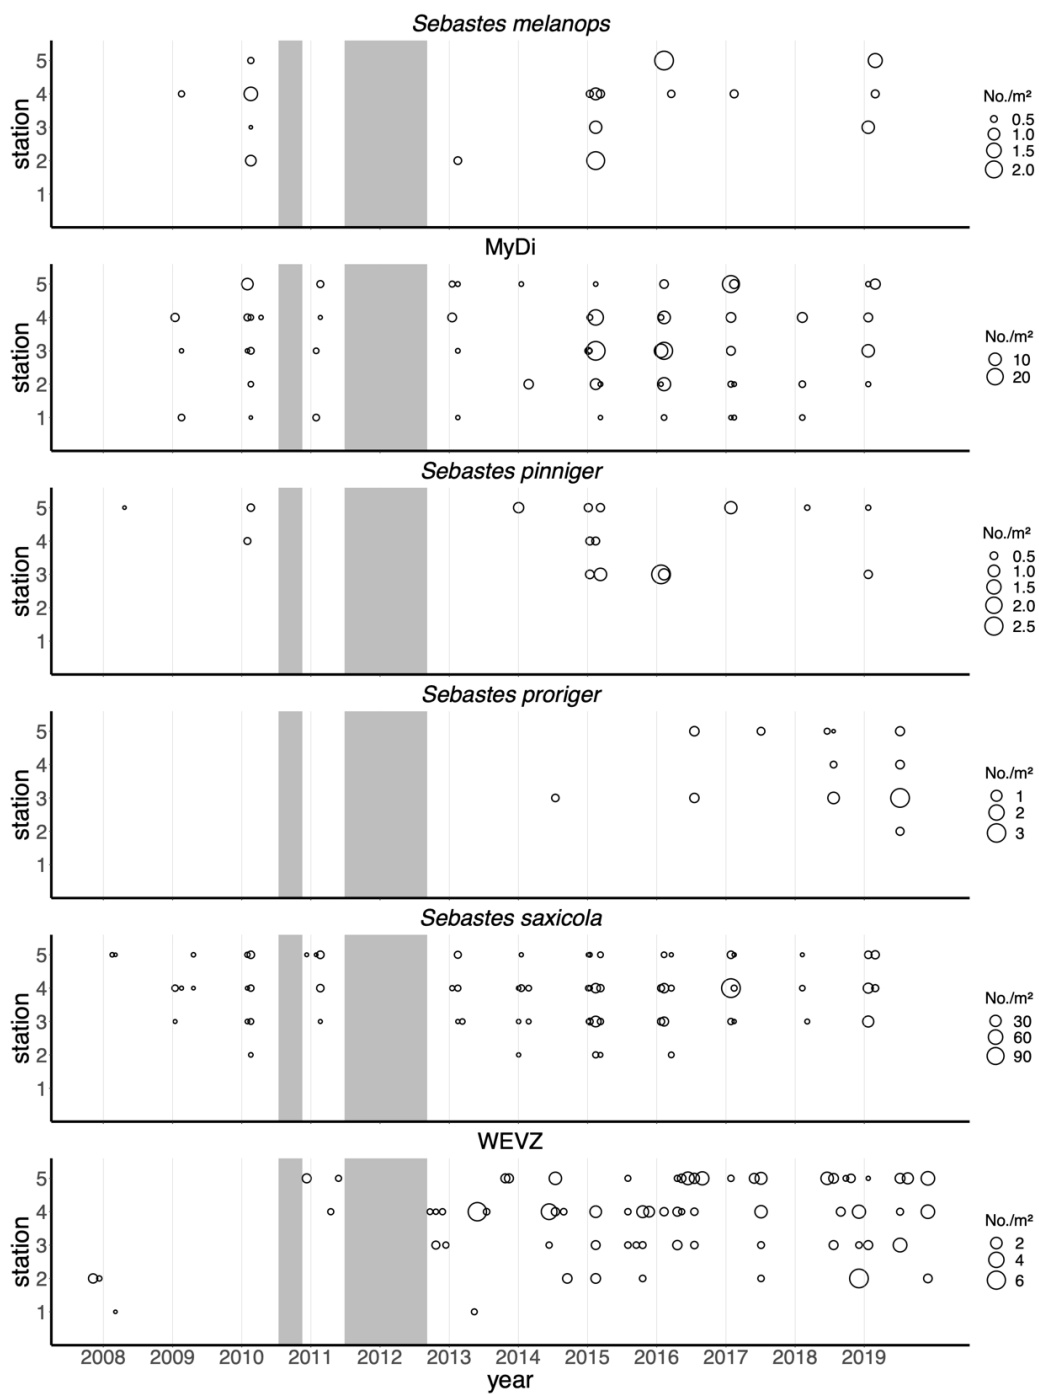 Sebastes melanops
station
5
4
3
2
1
No./m²
0.5
1.0
1.5
2.0
MyDi
station
5
4
3
2
1
No./m²
10
20
Sebastes pinniger
station
5
4
3
2
1
No./m²
0.5
1.0
1.5
2.0
2.5
Sebastes proriger
station
5
4
3
2
1
No./m²
1
2
3
Sebastes saxicola
station
5
4
3
2
1
No./m²
30
60
90
WEVZ
station
5
4
3
2
1
No./m²
2
4
6
2008 2009 2010 2011 2012 2013 2014 2015 2016 2017 2018 2019
year